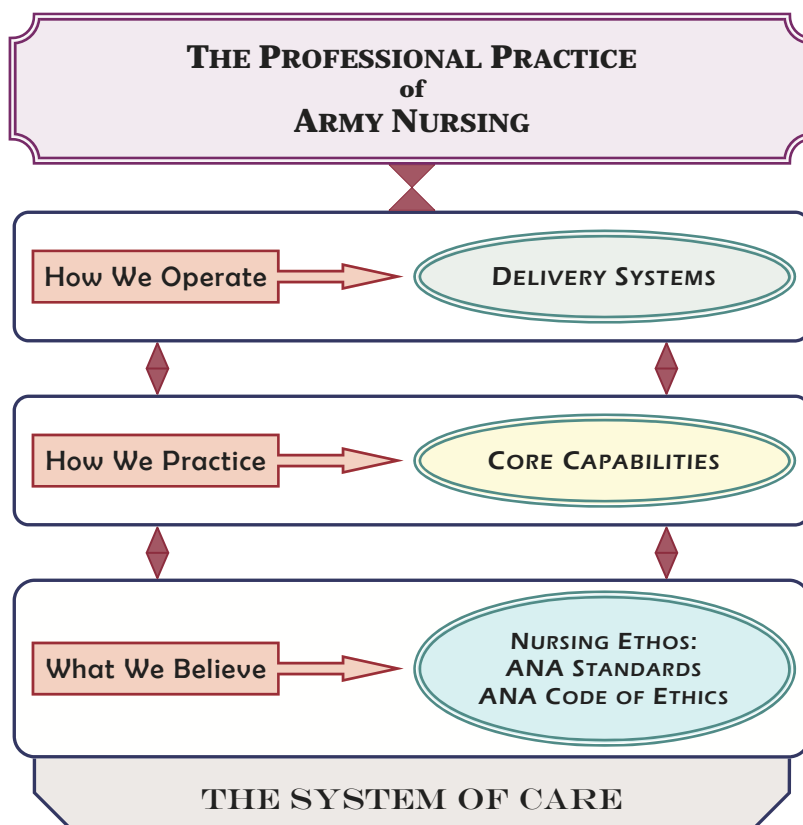 THE PROFESSIONAL PRACTICE
of
ARMY NURSING
How We Operate
DELIVERY SYSTEMS
How We Practice
CORE CAPABILITIES
What We Believe
NURSING ETHOS:
ANA STANDARDS
ANA CODE OF ETHICS
THE SYSTEM OF CARE